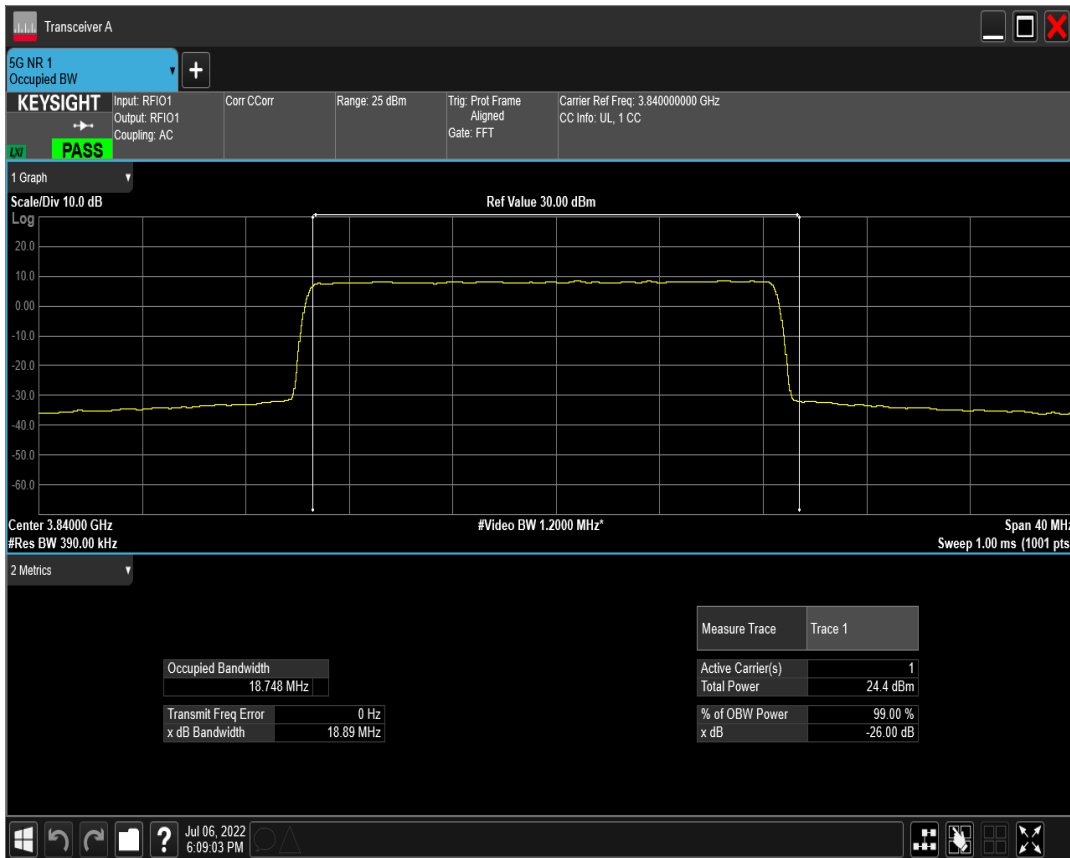 Transceiver A
5G NR 1
Occupied BW
KEYSIGHT
LXI
PASS
Input: RFIO1
Output: RFIO1
Coupling: AC
Corr CCorr
Range: 25 dBm
Trig: Prot Frame
Aligned
Gate: FFT
Carrier Ref Freq: 3.840000000 GHz
CC Info: UL, 1 CC
1 Graph
Scale/Div 10.0 dB
Ref Value 30.00 dBm
Log
20.0
10.0
0.00
-10.0
-20.0
-30.0
-40.0
-50.0
-60.0
Center 3.84000 GHz
#Video BW 1.2000 MHz*
Span 40 MHz
#Res BW 390.00 kHz
Sweep 1.00 ms (1001 pts
2 Metrics
Measure Trace Trace 1
Occupied Bandwidth
18.748 MHz
Active Carrier(s) 1
Total Power 24.4 dBm
Transmit Freq Error 0 Hz
x dB Bandwidth 18.89 MHz
% of OBW Power 99.00 %
x dB -26.00 dB
Jul 06, 2022
6:09:03 PM